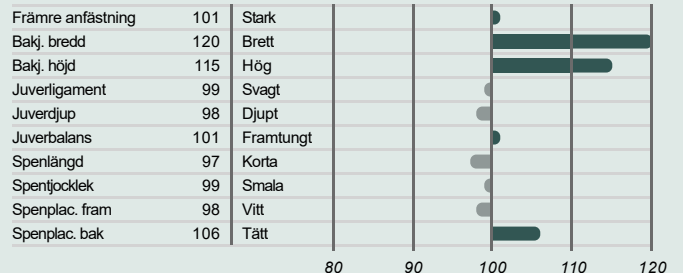 Främre anfästning 101 Stark
Bakj. bredd 120 Brett
Bakj. höjd 115 Hög
Juverligament 99 Svagt
Juverdjup 98 Djupt
Juverbalans 101 Framtungt
Spenlängd 97 Korta
Spentjocklek 99 Smala
Spenplac. fram 98 Vitt
Spenplac. bak 106 Tätt
80 90 100 110 120